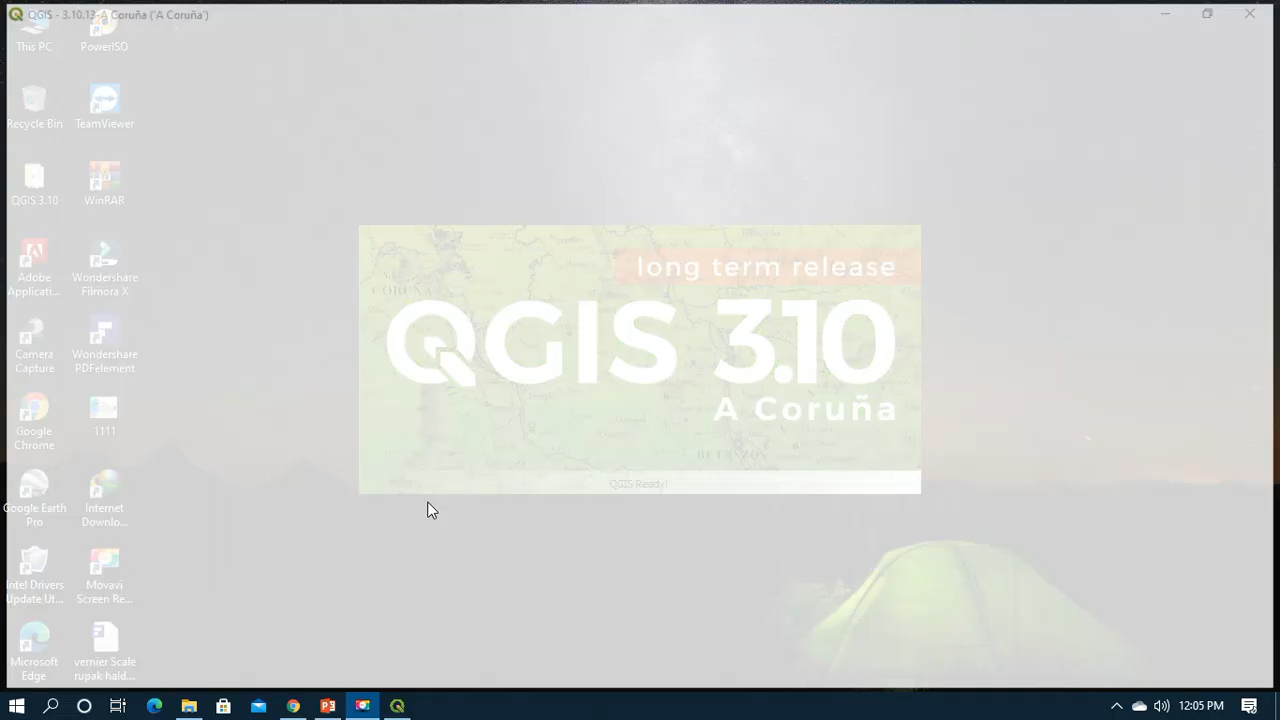 QGIS - 3.10.13-A Coruña ('A Coruña')
This PC
PowerISO
Recycle Bin
TeamViewer
QGIS 3.10
WinRAR
Adobe
Applicati...
Wondershare
Filmora X
Camera
Capture
Wondershare
PDFelement
Google
Chrome
1111
Google Earth
Pro
Internet
Downlo...
Intel Drivers
Update Ut...
Movavi
Screen Re...
Microsoft
Edge
vernier Scale
rupak hald...
long term release
QGIS 3.10
A Coruña
QGIS Ready!
12:05 PM